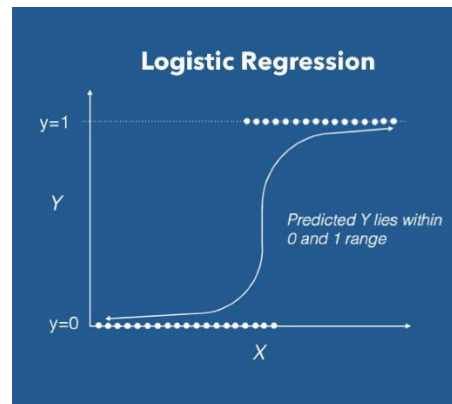 Logistic Regression
y=1
Y
Predicted Y lies within
0 and 1 range
y=0
X